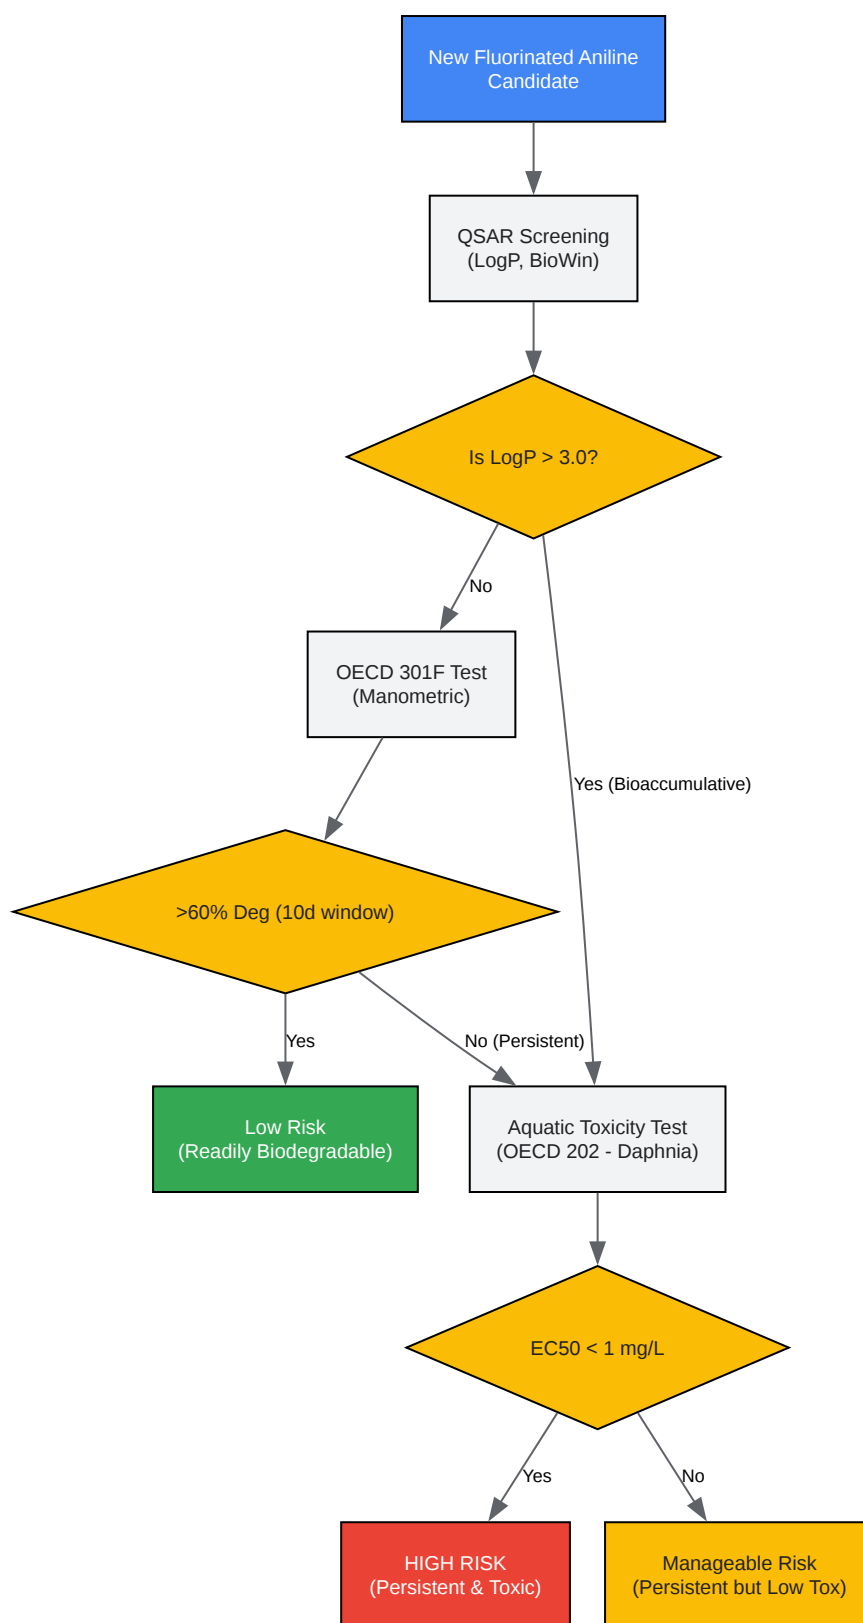 New Fluorinated Aniline
Candidate
QSAR Screening
(LogP, BioWin)
Is LogP > 3.0?
No
OECD 301F Test
(Manometric)
Yes (Bioaccumulative)
>60% Deg (10d window)
Yes
No (Persistent)
Low Risk
(Readily Biodegradable)
Aquatic Toxicity Test
(OECD 202 - Daphnia)
EC50 < 1 mg/L
Yes
No
HIGH RISK
(Persistent & Toxic)
Manageable Risk
(Persistent but Low Tox)